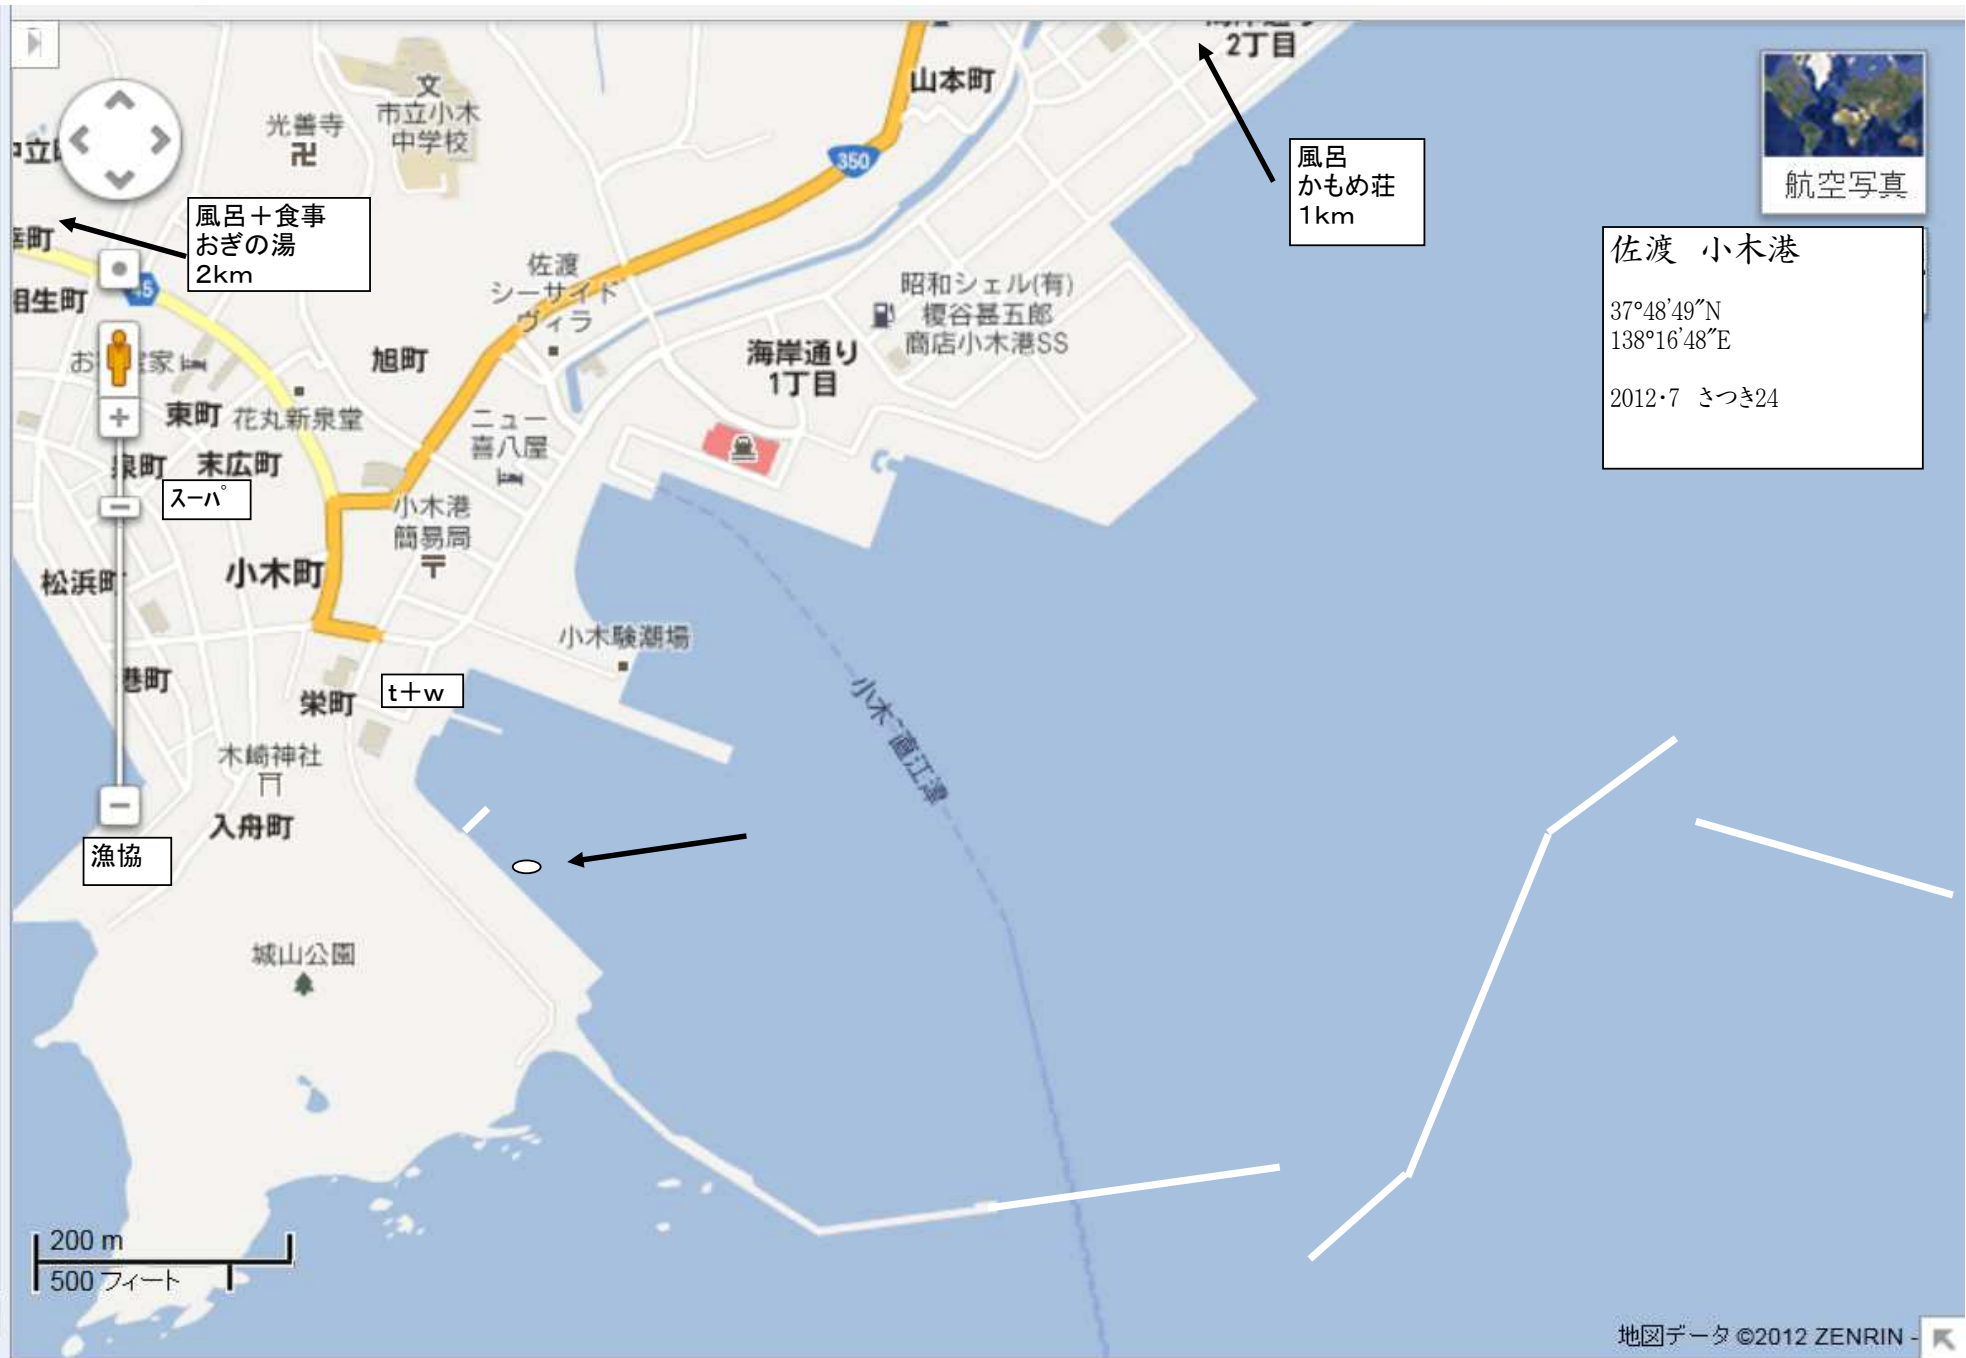 2丁目
山本町
文
市立小木
中学校
光善寺
350
風呂
かもめ荘
1km
航空写真
風呂+食事
おぎの湯
2km
佐渡 小木港
37°48′49″N
138°16′48″E
2012・7 さつき24
45
佐渡
シーサイド
ヴィラ
昭和シェル(有)
榎谷甚五郎
商店小木港SS
相生町
旭町
海岸通り
1丁目
東町
花丸新泉堂
ニュー
喜八屋
末広町
スーパ
小木港
簡易局
小木町
松浜町
小木験潮場
港町
栄町
t+w
小木-直江津
木崎神社
入舟町
漁協
城山公園
200 m
500 フィート
地図データ ©2012 ZENRIN -